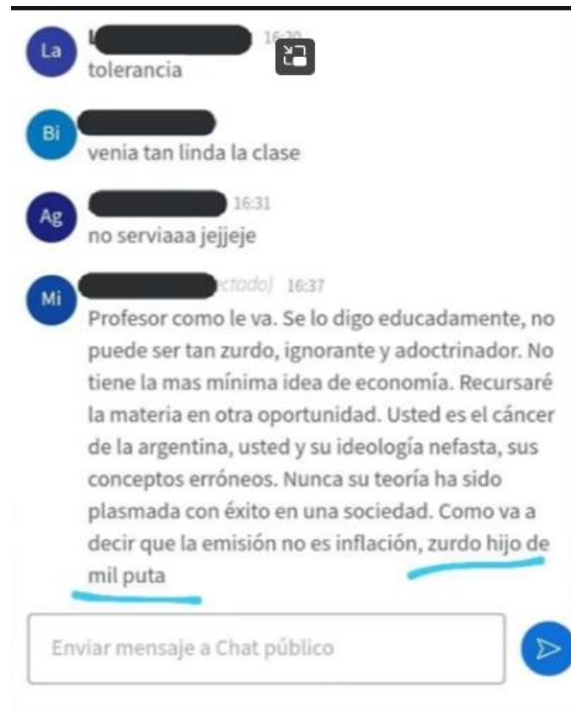 La
16:30
tolerancia
Bi
venia tan linda la clase
Ag
16:31
no serviaaa jejjeje
Mi
16:37
Profesor como le va. Se lo digo educadamente, no
puede ser tan zurdo, ignorante y adoctrinador. No
tiene la mas mínima idea de economía. Recursaré
la materia en otra oportunidad. Usted es el cáncer
de la argentina, usted y su ideología nefasta, sus
conceptos erróneos. Nunca su teoría ha sido
plasmada con éxito en una sociedad. Como va a
decir que la emisión no es inflación, zurdo hijo de
mil puta
Enviar mensaje a Chat público